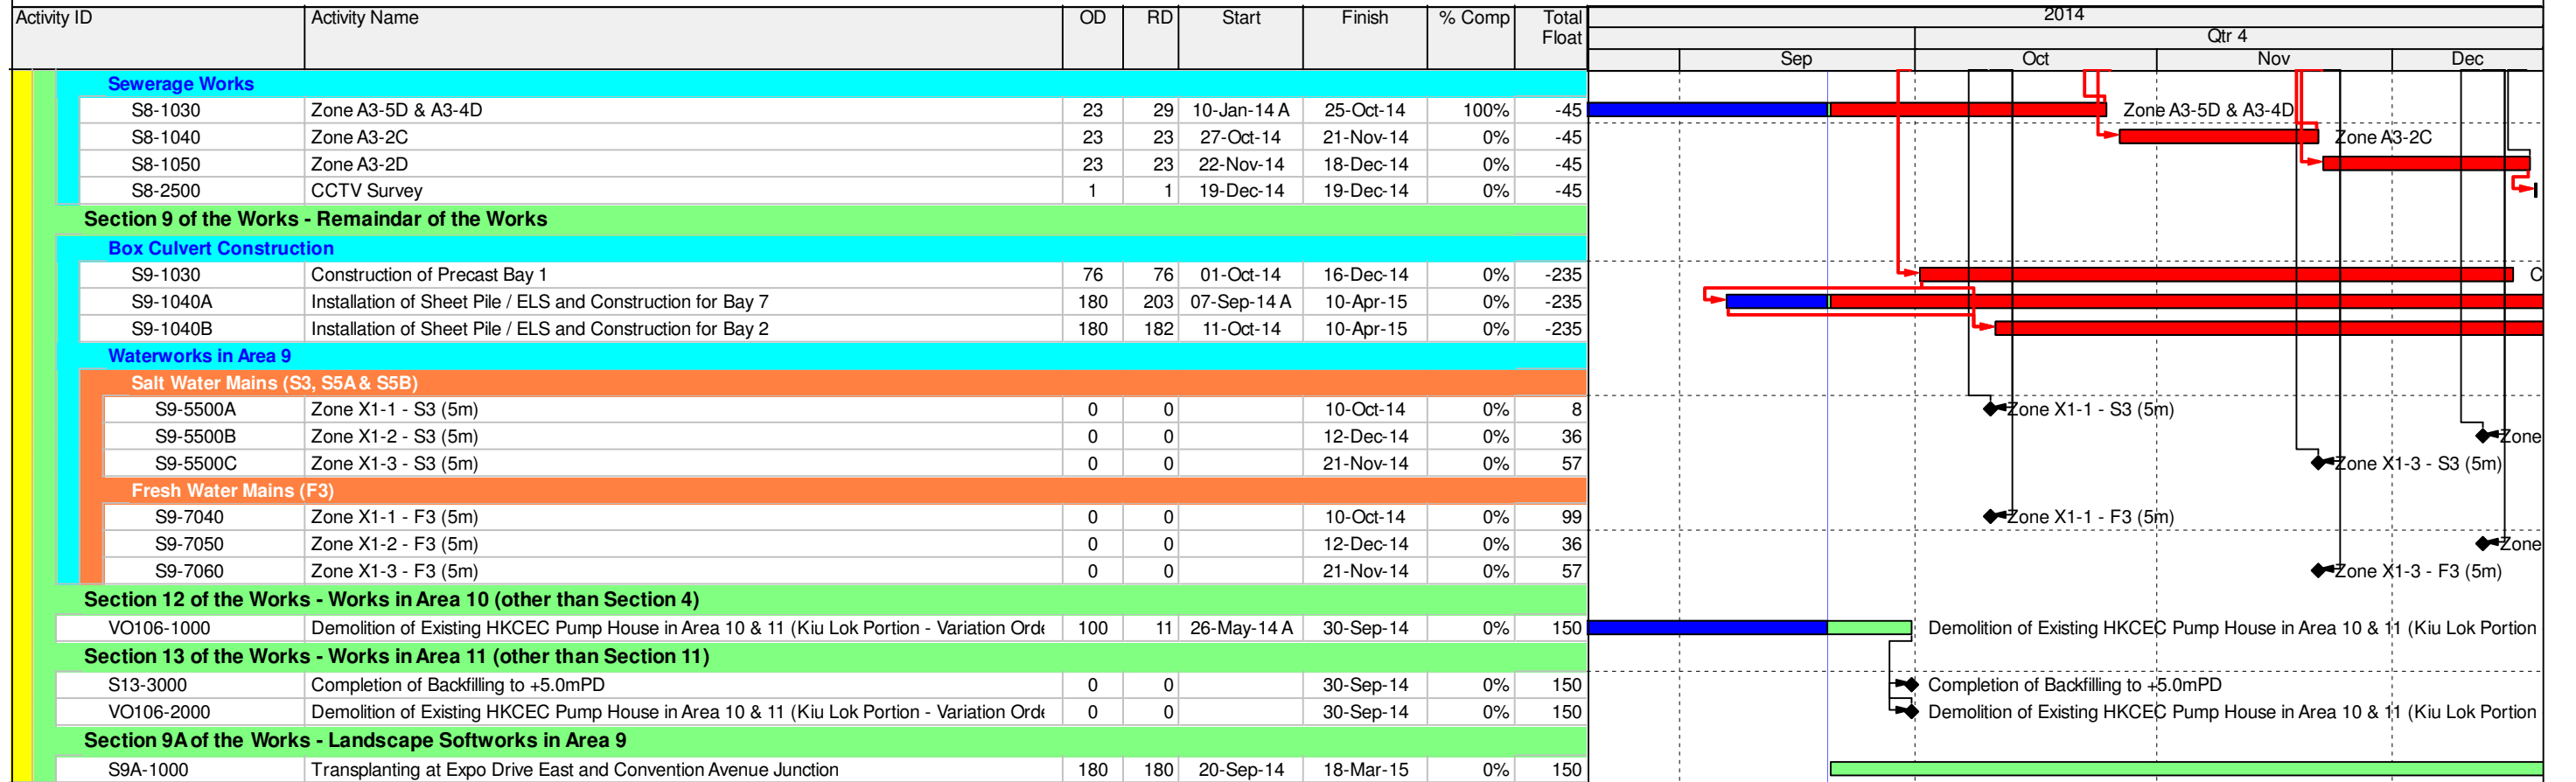 Activity ID Activity Name OD RD Start Finish % Comp Total Float 2014
Qtr 4
Sep Oct Nov Dec
Sewerage Works
S8-1030 Zone A3-5D & A3-4D 23 29 10-Jan-14 A 25-Oct-14 100% -45 Zone A3-5D & A3-4D
S8-1040 Zone A3-2C 23 23 27-Oct-14 21-Nov-14 0% -45 Zone A3-2C
S8-1050 Zone A3-2D 23 23 22-Nov-14 18-Dec-14 0% -45
S8-2500 CCTV Survey 1 1 19-Dec-14 19-Dec-14 0% -45
Section 9 of the Works - Remaindar of the Works
Box Culvert Construction
S9-1030 Construction of Precast Bay 1 76 76 01-Oct-14 16-Dec-14 0% -235 C
S9-1040A Installation of Sheet Pile / ELS and Construction for Bay 7 180 203 07-Sep-14 A 10-Apr-15 0% -235
S9-1040B Installation of Sheet Pile / ELS and Construction for Bay 2 180 182 11-Oct-14 10-Apr-15 0% -235
Waterworks in Area 9
Salt Water Mains (S3, S5A & S5B)
S9-5500A Zone X1-1 - S3 (5m) 0 0 10-Oct-14 0% 8 Zone X1-1 - S3 (5m)
S9-5500B Zone X1-2 - S3 (5m) 0 0 12-Dec-14 0% 36 Zone
S9-5500C Zone X1-3 - S3 (5m) 0 0 21-Nov-14 0% 57 Zone X1-3 - S3 (5m)
Fresh Water Mains (F3)
S9-7040 Zone X1-1 - F3 (5m) 0 0 10-Oct-14 0% 99 Zone X1-1 - F3 (5m)
S9-7050 Zone X1-2 - F3 (5m) 0 0 12-Dec-14 0% 36 Zone
S9-7060 Zone X1-3 - F3 (5m) 0 0 21-Nov-14 0% 57 Zone X1-3 - F3 (5m)
Section 12 of the Works - Works in Area 10 (other than Section 4)
VO106-1000 Demolition of Existing HKCEC Pump House in Area 10 & 11 (Kiu Lok Portion - Variation Orde 100 11 26-May-14 A 30-Sep-14 0% 150 Demolition of Existing HKCEC Pump House in Area 10 & 11 (Kiu Lok Portion
Section 13 of the Works - Works in Area 11 (other than Section 11)
S13-3000 Completion of Backfilling to +5.0mPD 0 0 30-Sep-14 0% 150 Completion of Backfilling to +5.0mPD
VO106-2000 Demolition of Existing HKCEC Pump House in Area 10 & 11 (Kiu Lok Portion - Variation Orde 0 0 30-Sep-14 0% 150 Demolition of Existing HKCEC Pump House in Area 10 & 11 (Kiu Lok Portion
Section 9A of the Works - Landscape Softworks in Area 9
S9A-1000 Transplanting at Expo Drive East and Convention Avenue Junction 180 180 20-Sep-14 18-Mar-15 0% 150